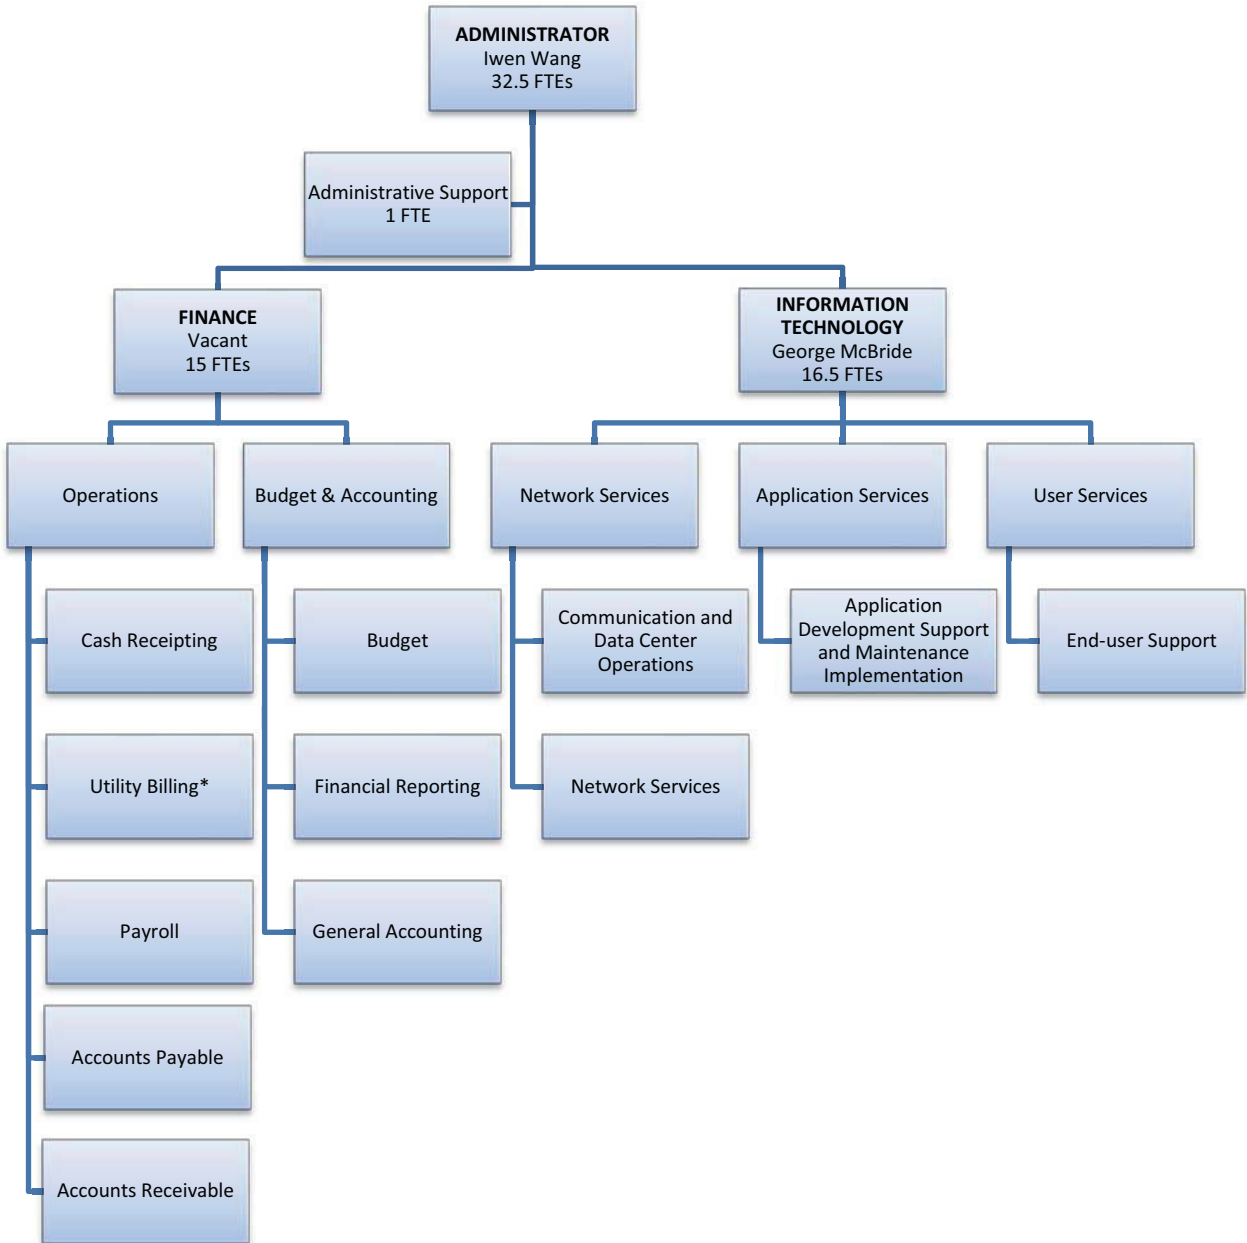 ADMINISTRATOR
Iwen Wang
32.5 FTEs
Administrative Support
1 FTE
FINANCE
Vacant
15 FTEs
INFORMATION
TECHNOLOGY
George McBride
16.5 FTEs
Operations
Budget & Accounting
Network Services
Application Services
User Services
Cash Receipting
Budget
Communication and
Data Center
Operations
Application
Development Support
and Maintenance
Implementation
End-user Support
Utility Billing*
Financial Reporting
Network Services
Payroll
General Accounting
Accounts Payable
Accounts Receivable